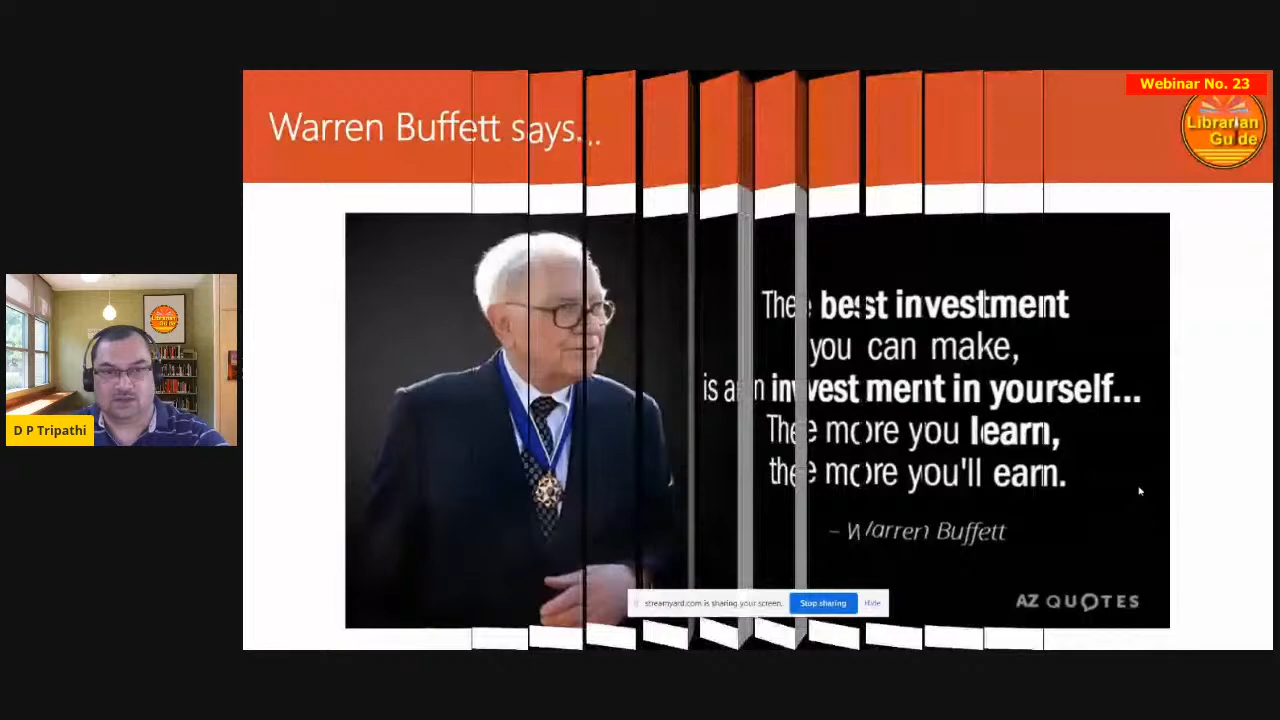 Webinar No. 23
Warren Buffett says...
Librarian
Guide
The best investment
you can make,
is an investment in yourself...
The more you learn,
the more you'll earn.
– Warren Buffett
AZ QUOTES
streamyard.com is sharing your screen.
Stop sharing
Hide
D P Tripathi